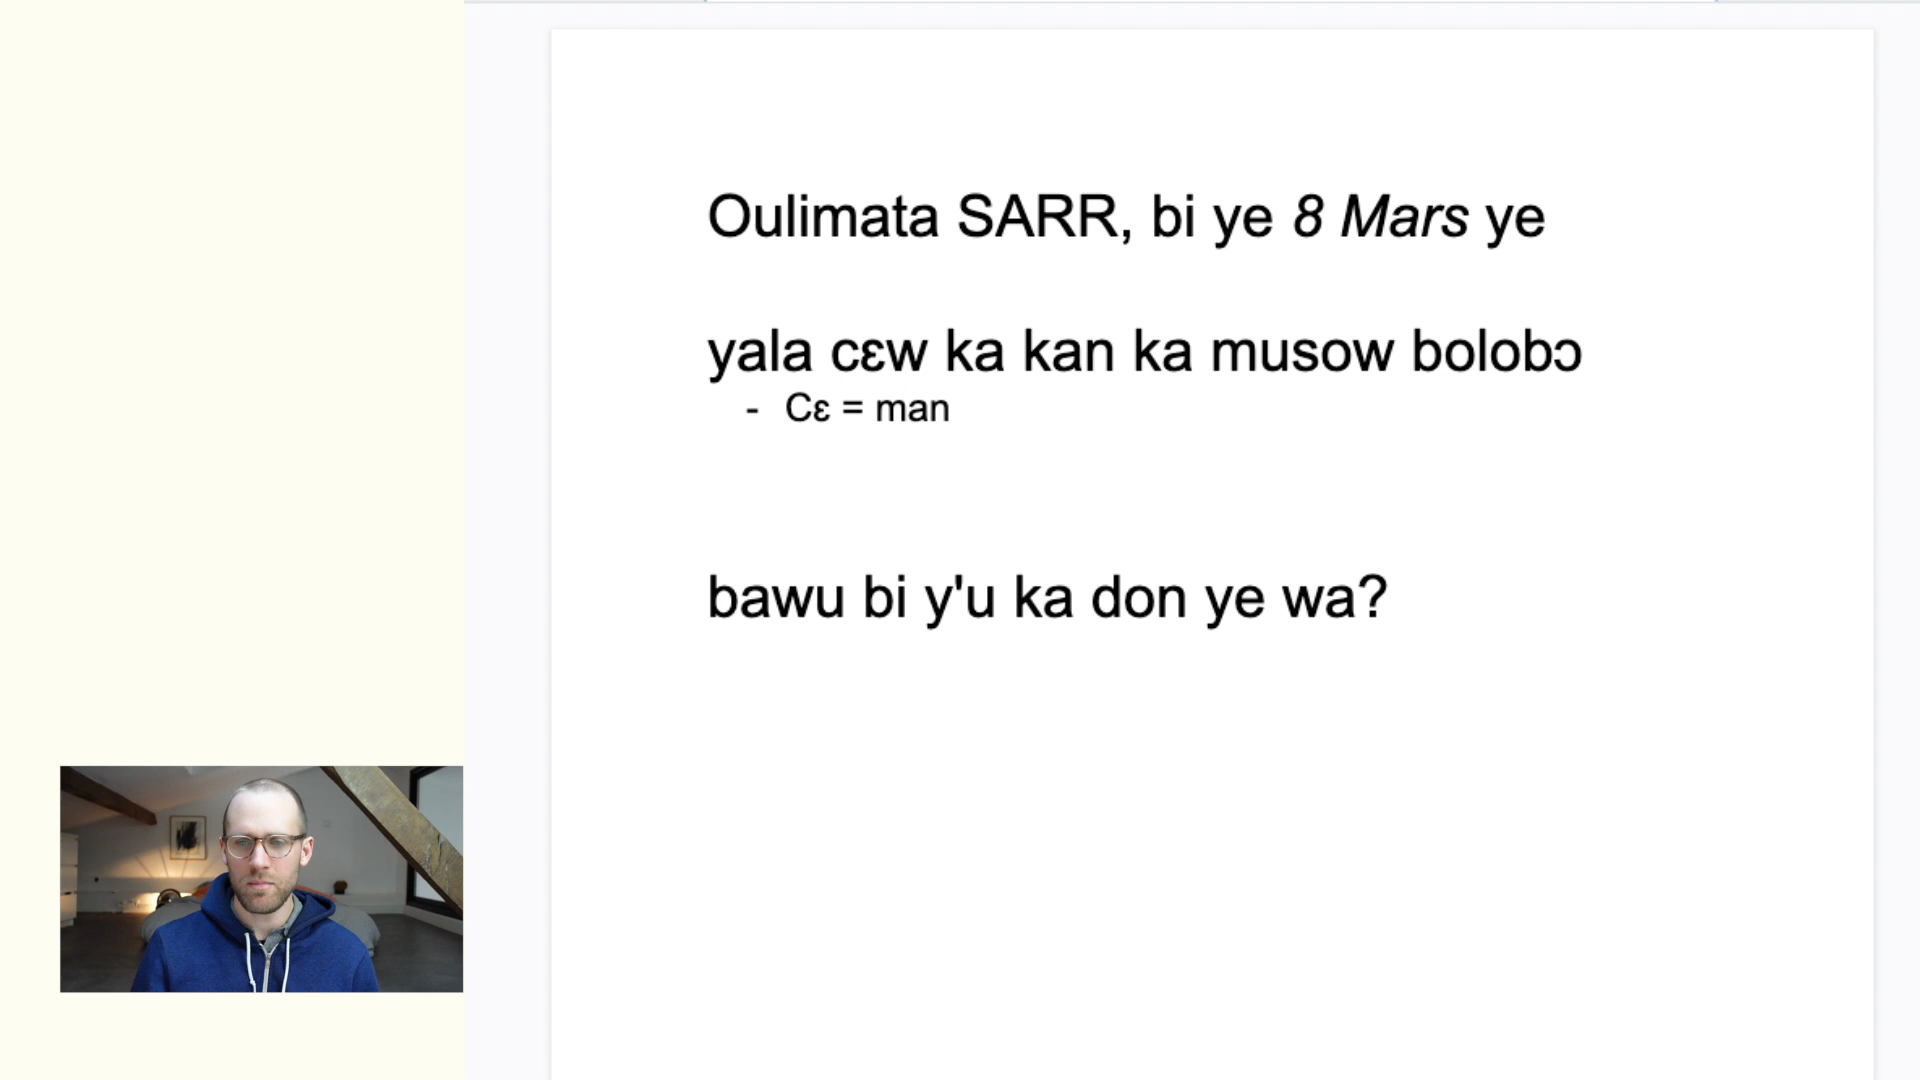 Oulimata SARR, bi ye 8 Mars ye
yala cɛw ka kan ka musow bolobɔ
- Cɛ = man
bawu bi y'u ka don ye wa?